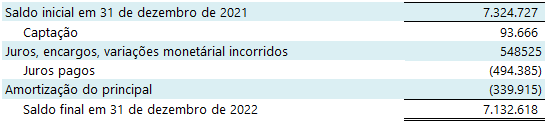 Saldo inicial em 31 de dezembro de 2021 7.324.727
Captação 93.666
Juros, encargos, variações monetárial incorridos 548525
Juros pagos (494.385)
Amortização do principal (339.915)
Saldo final em 31 de dezembro de 2022 7.132.618